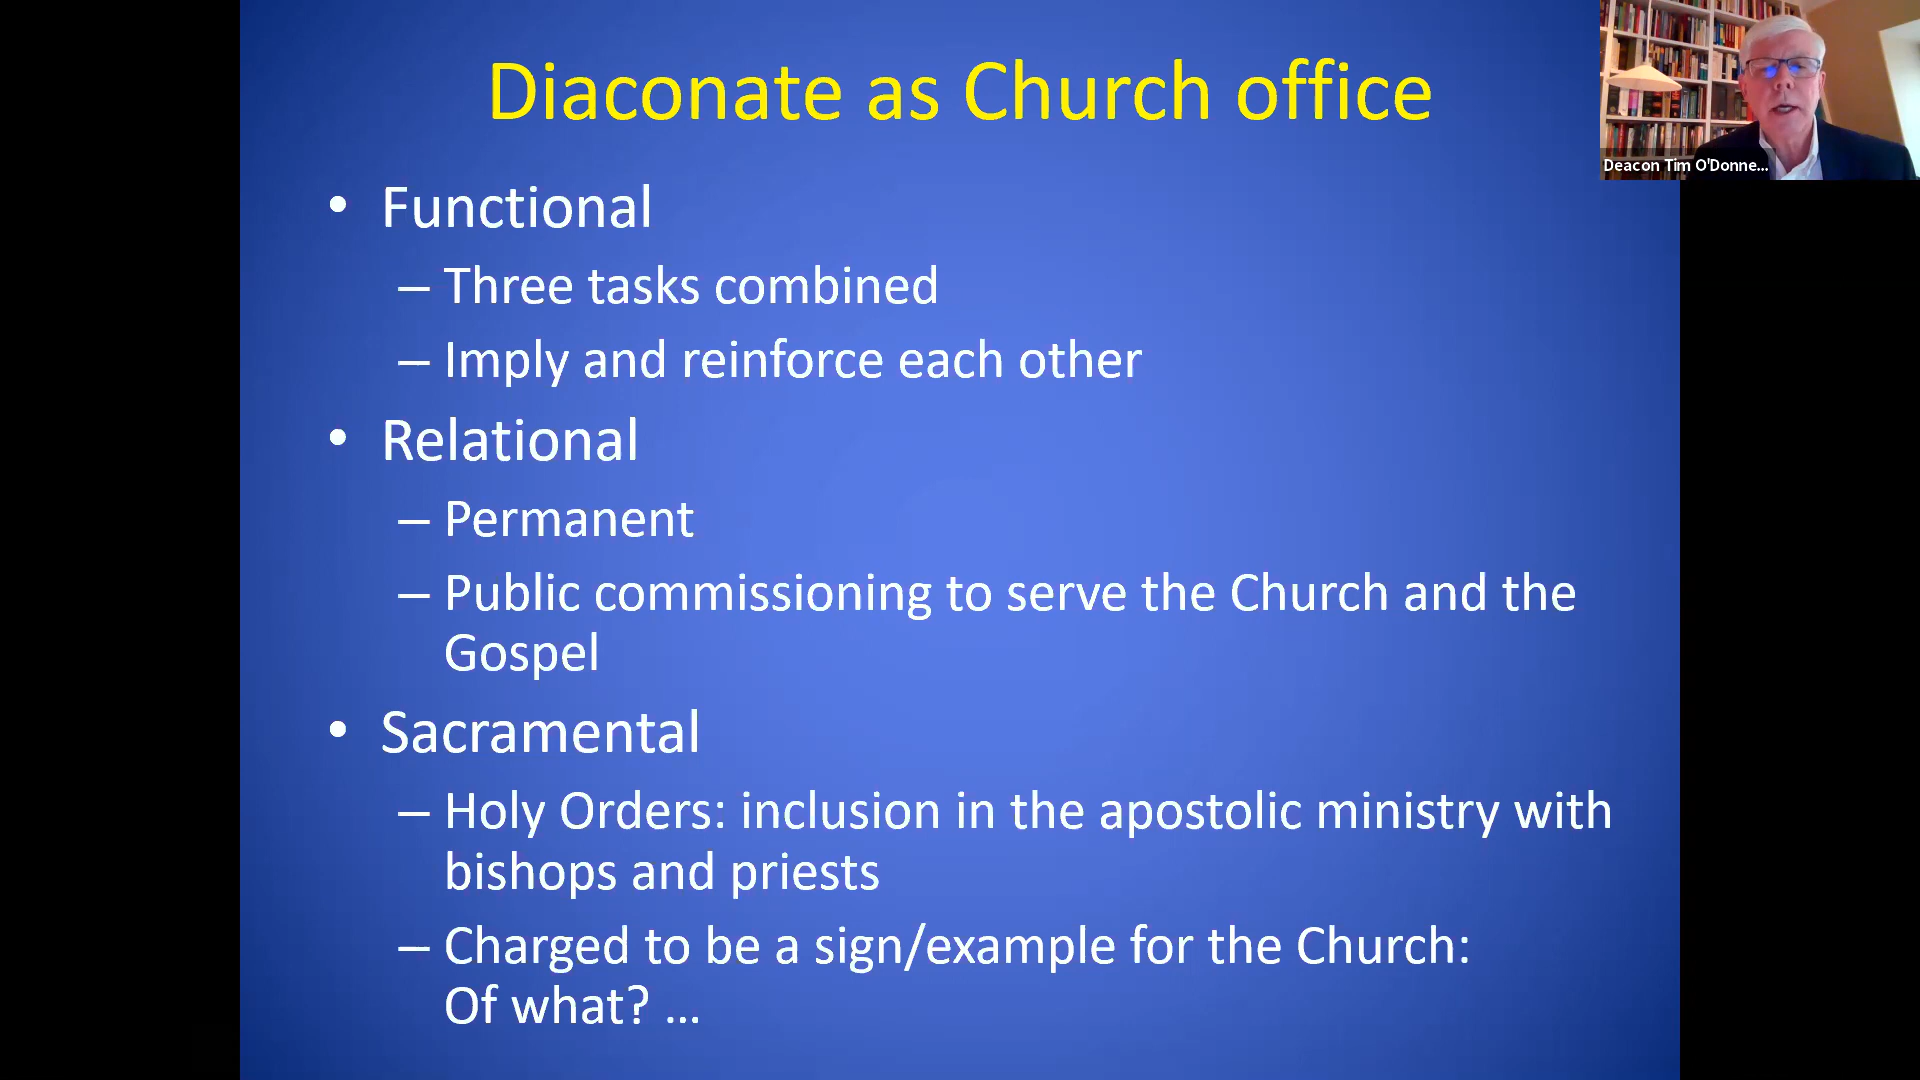 Diaconate as Church office
• Functional
– Three tasks combined
– Imply and reinforce each other
• Relational
– Permanent
– Public commissioning to serve the Church and the
Gospel
• Sacramental
– Holy Orders: inclusion in the apostolic ministry with
bishops and priests
– Charged to be a sign/example for the Church:
Of what? ...
Deacon Tim O'Donne...